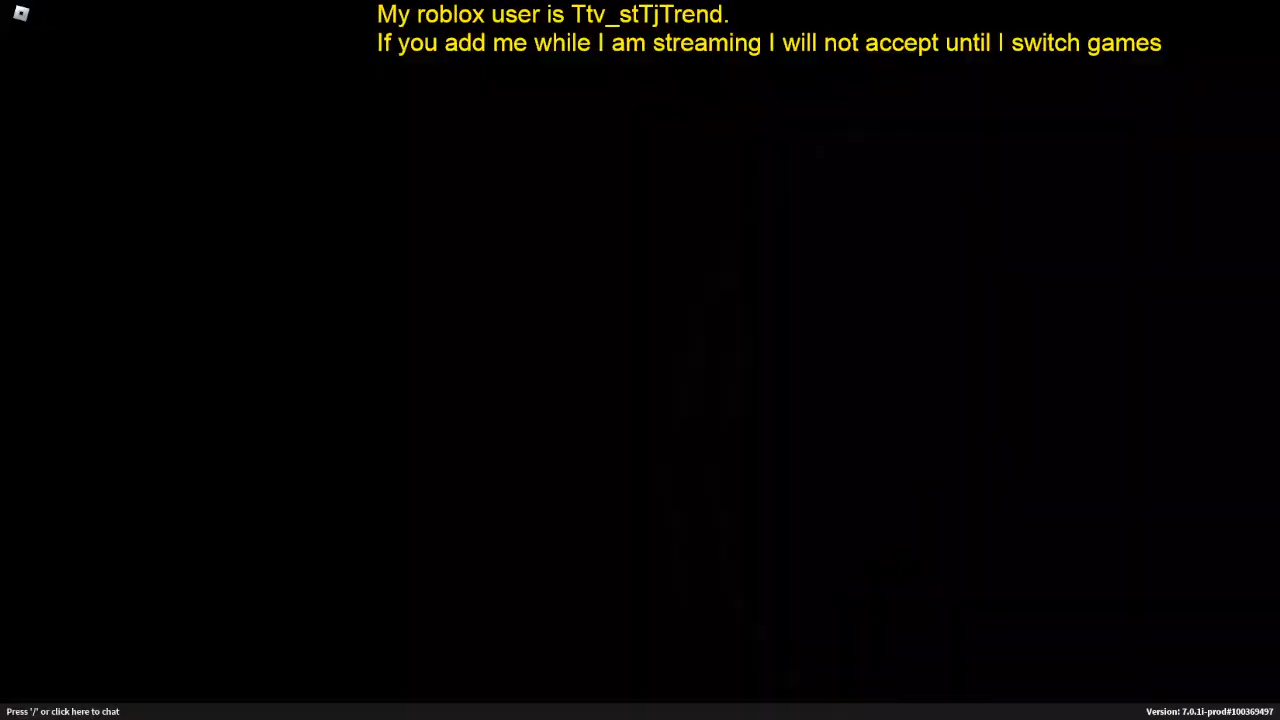 My roblox user is Ttv_stTjTrend.
If you add me while I am streaming I will not accept until I switch games
Press '/' or click here to chat
Version: 7.0.1i-prod#100369497